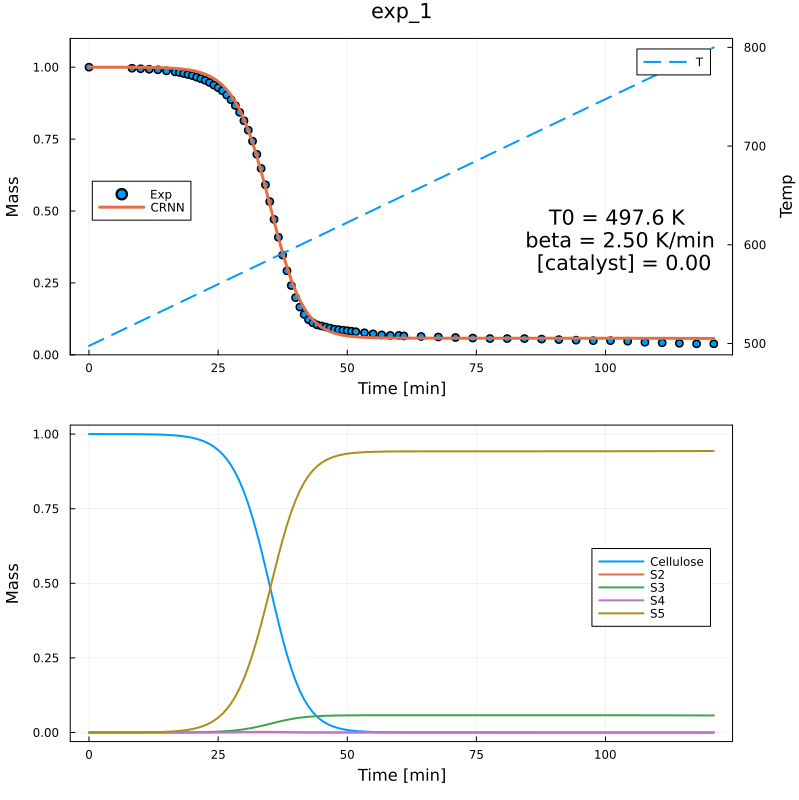 exp_1
1.00
0.75
0.50
0.25
0.00
Mass
0
25
50
75
100
Time [min]
800
700
600
500
Temp
T
Exp
CRNN
T0 = 497.6 K
beta = 2.50 K/min
[catalyst] = 0.00
1.00
0.75
0.50
0.25
0.00
Mass
0
25
50
75
100
Time [min]
Cellulose
S2
S3
S4
S5